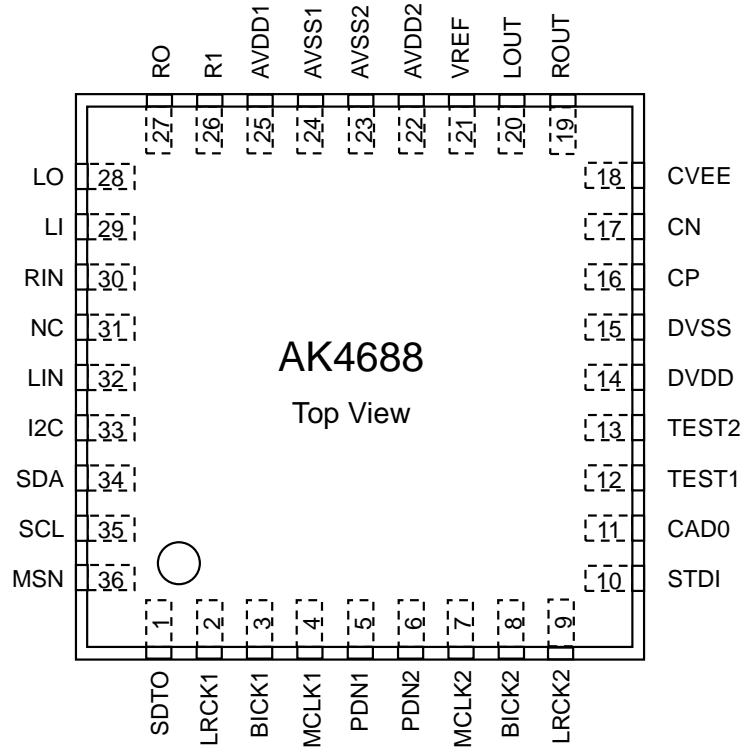 RO
R1
AVDD1
AVSS1
AVSS2
AVDD2
VREF
LOUT
ROUT
27
26
25
24
23
22
21
20
19
LO 28
18 CVEE
LI 29
17 CN
RIN 30
16 CP
NC 31
15 DVSS
AK4688
LIN 32
14 DVDD
Top View
I2C 33
13 TEST2
SDA 34
12 TEST1
SCL 35
11 CAD0
MSN 36
10 STDI
1
2
3
4
5
6
7
8
9
SDTO
LRCK1
BICK1
MCLK1
PDN1
PDN2
MCLK2
BICK2
LRCK2